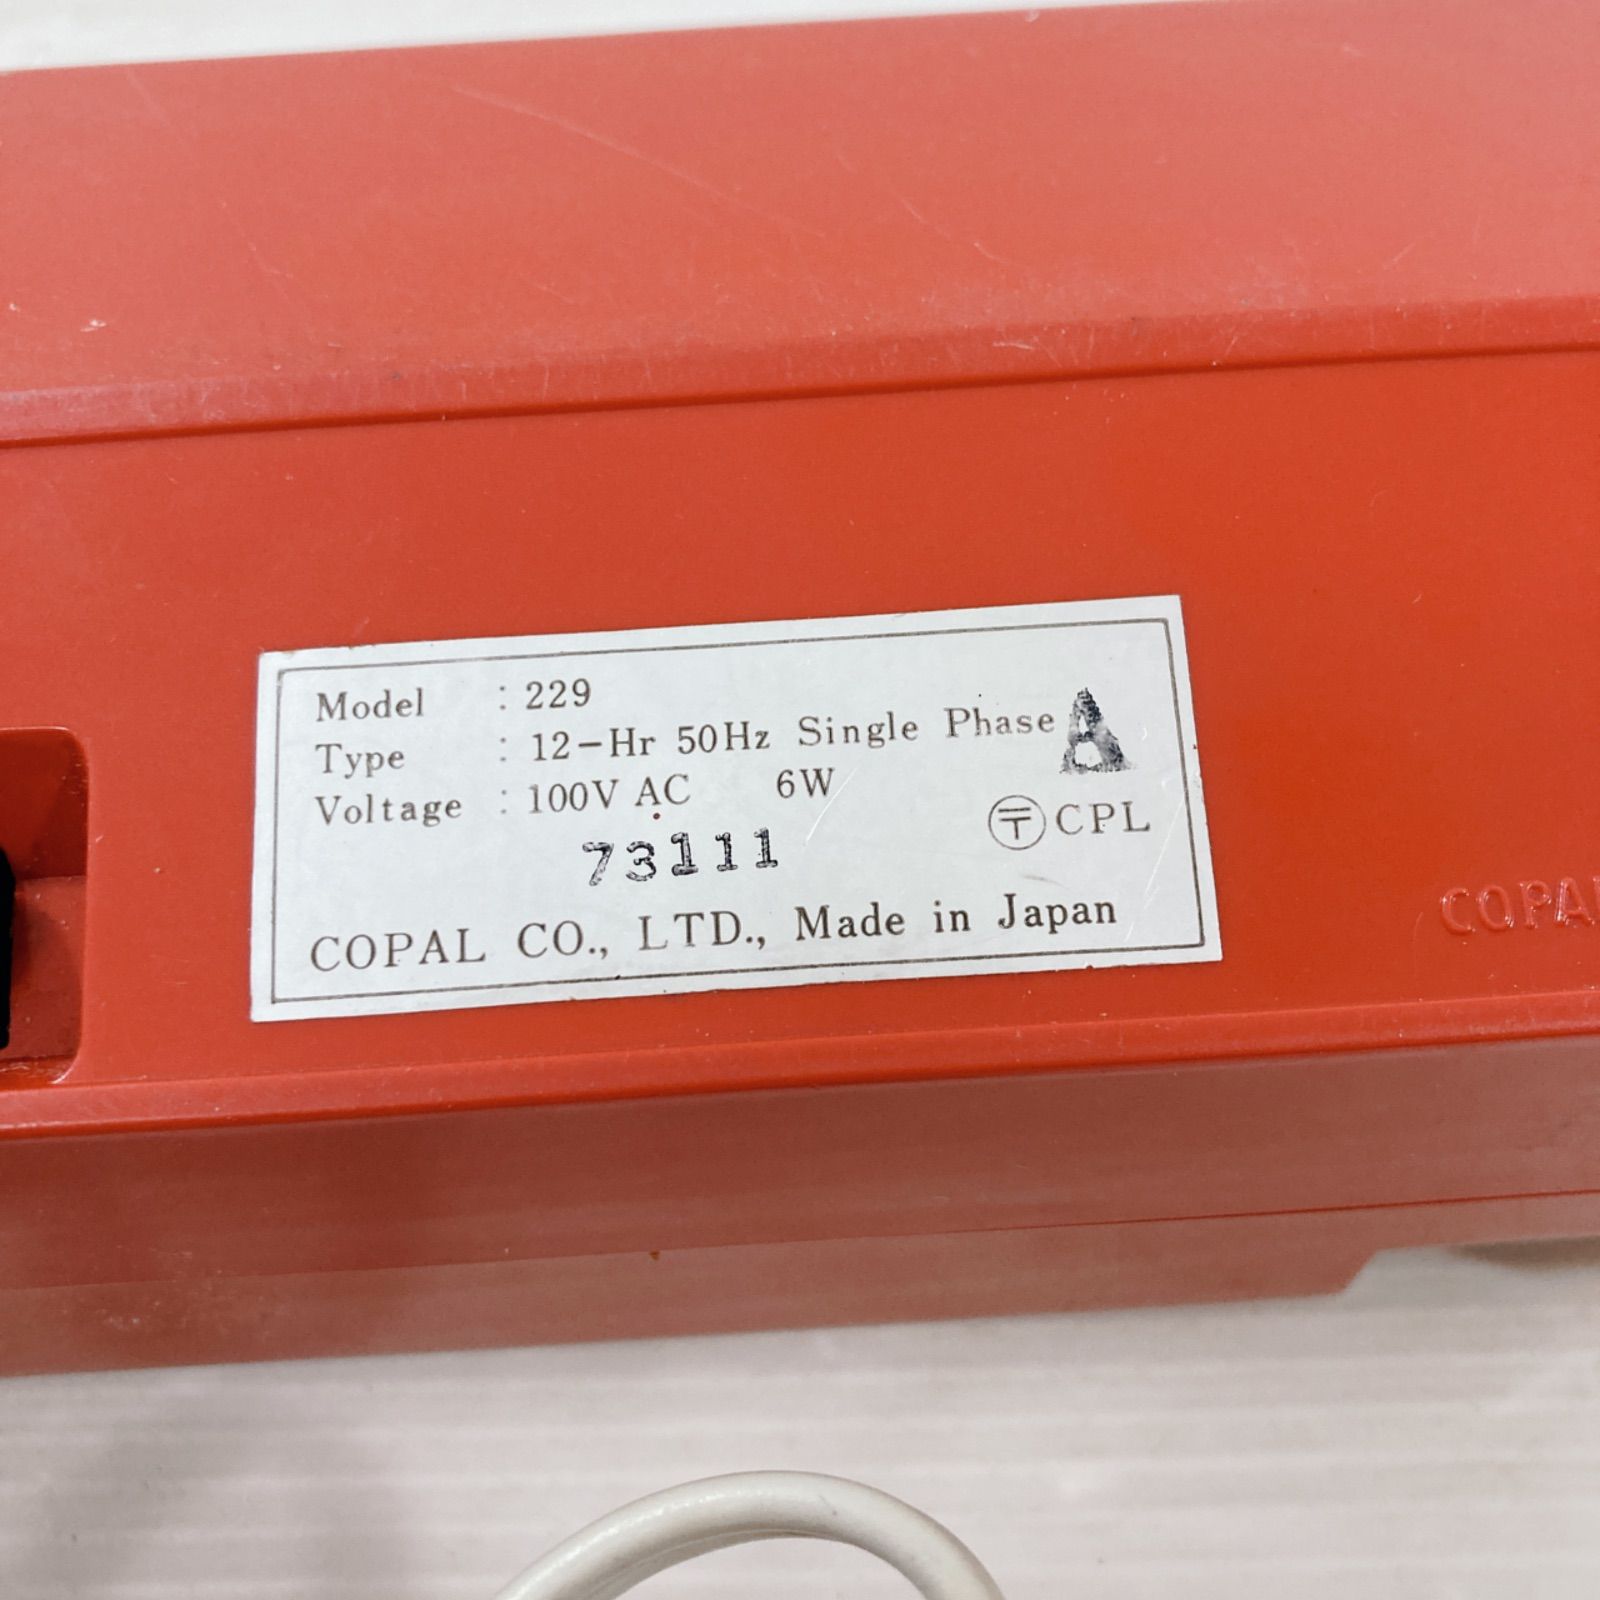 Model : 229
Type : 12-Hr 50Hz Single Phase A
Voltage : 100V AC 6W
〒 CPL
73111
COPAL CO., LTD., Made in Japan
COPAL